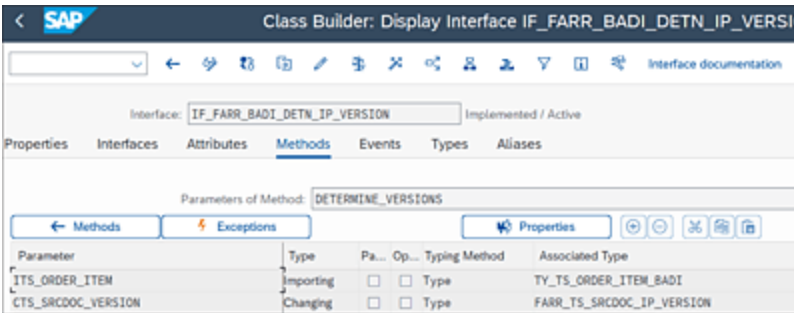 SAP Class Builder: Display Interface IF_FARR_BADI_DETN_IP_VERSI
Interface documentation
Interface: IF_FARR_BADI_DETN_IP_VERSION Implemented / Active
Properties Interfaces Attributes Methods Events Types Aliases
Parameters of Method: DETERMINE_VERSIONS
Methods Exceptions Properties
Parameter Type Pa... Op... Typing Method Associated Type
ITS_ORDER_ITEM Importing Type TY_TS_ORDER_ITEM_BADI
CTS_SRCDOC_VERSION Changing Type FARR_TS_SRCDOC_IP_VERSION